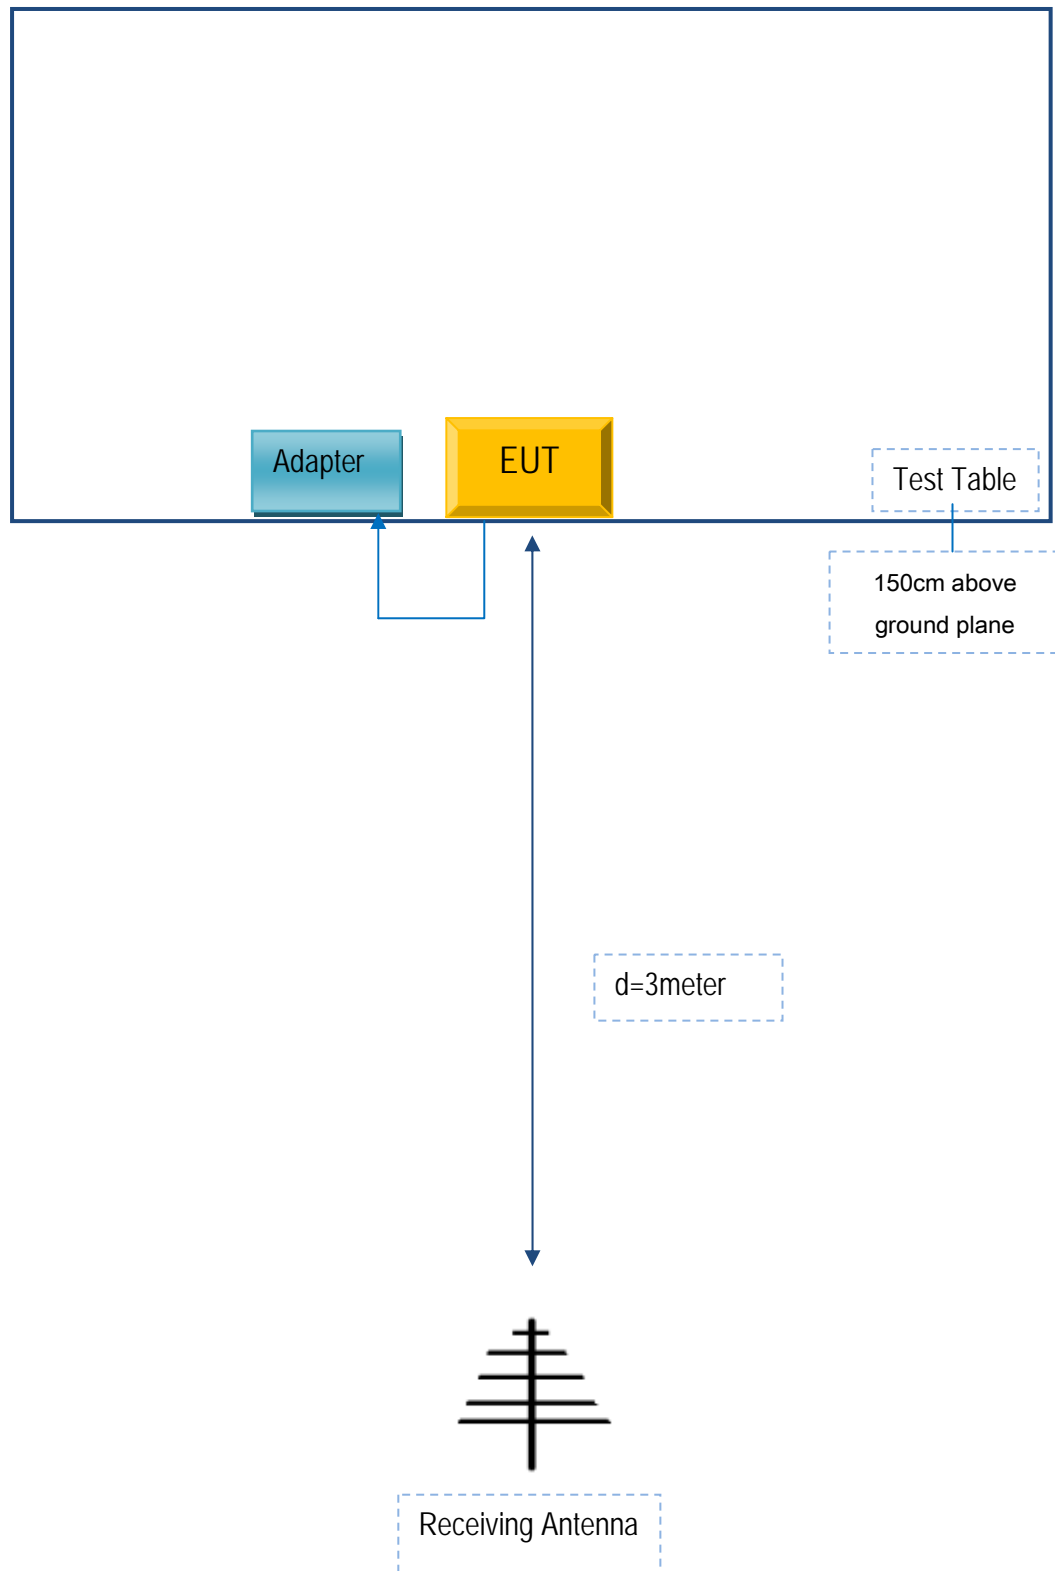 Adapter
EUT
Test Table
150cm above
ground plane
d=3meter
Receiving Antenna